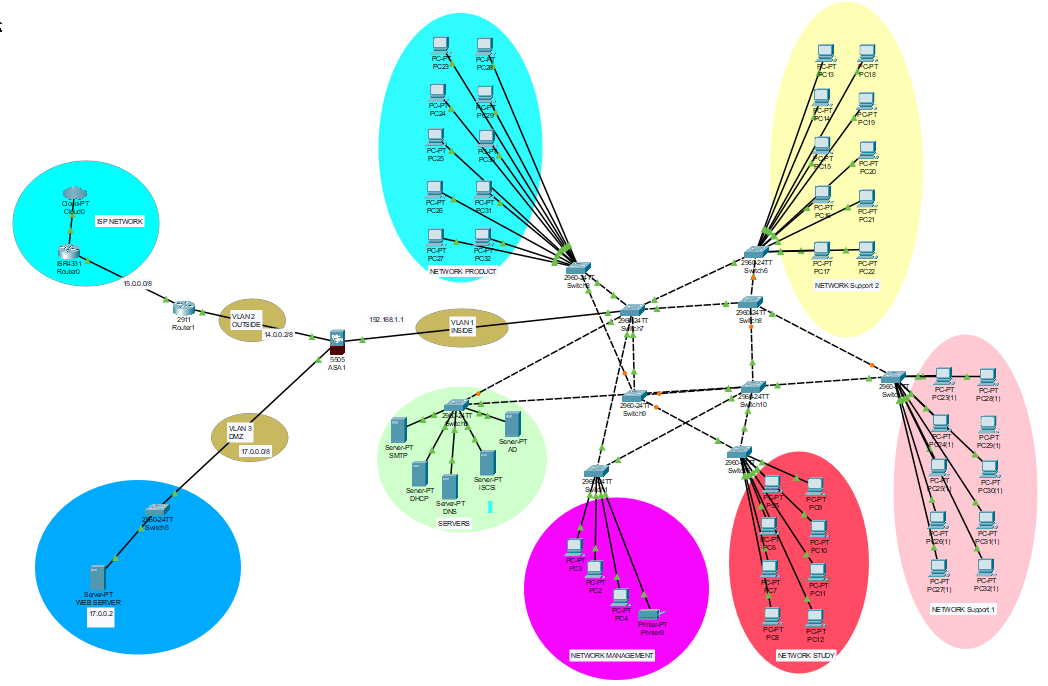 PC-PT
PC23
PC-PT
PC28
PC-PT
PC24
PC-PT
PC29
PC-PT
PC25
PC-PT
PC30
PC-PT
PC26
PC-PT
PC31
PC-PT
PC27
PC-PT
PC32
NETWORK PRODUCT
PC-PT
PC13
PC-PT
PC18
PC-PT
PC14
PC-PT
PC19
PC-PT
PC15
PC-PT
PC20
PC-PT
PC16
PC-PT
PC21
PC-PT
PC17
PC-PT
PC22
NETWORK Support 2
Cloud-PT
Cloud0
ISP NETWORK
ISR4331
Router0
15.0.0.0/8
2911
Router1
VLAN 2
OUTSIDE
14.0.0.2/8
5505
ASA1
192.168.1.1
VLAN 1
INSIDE
2960-24TT
2960-24TT
Switch7
2960-24TT
Switch6
2960-24TT
Switch8
2960-24TT
Switch9
2960-24TT
Switch10
VLAN 3
DMZ
17.0.0.0/8
2960-24TT
Switch5
Server-PT
WEB SERVER
17.0.0.2
2960-24TT
Server-PT
SMTP
Server-PT
DHCP
Server-PT
DNS
Server-PT
iSCSI
Server-PT
AD
SERVERS
2960-24TT
PC-PT
PC3
PC-PT
PC2
PC-PT
PC4
Printer-PT
Printer0
NETWORK MANAGEMENT
PC-PT
PC5
PC-PT
PC9
PC-PT
PC6
PC-PT
PC10
PC-PT
PC7
PC-PT
PC11
PC-PT
PC8
PC-PT
PC12
NETWORK STUDY
PC-PT
PC23(1)
PC-PT
PC28(1)
PC-PT
PC24(1)
PC-PT
PC29(1)
PC-PT
PC25(1)
PC-PT
PC30(1)
PC-PT
PC26(1)
PC-PT
PC31(1)
PC-PT
PC27(1)
PC-PT
PC32(1)
NETWORK Support 1